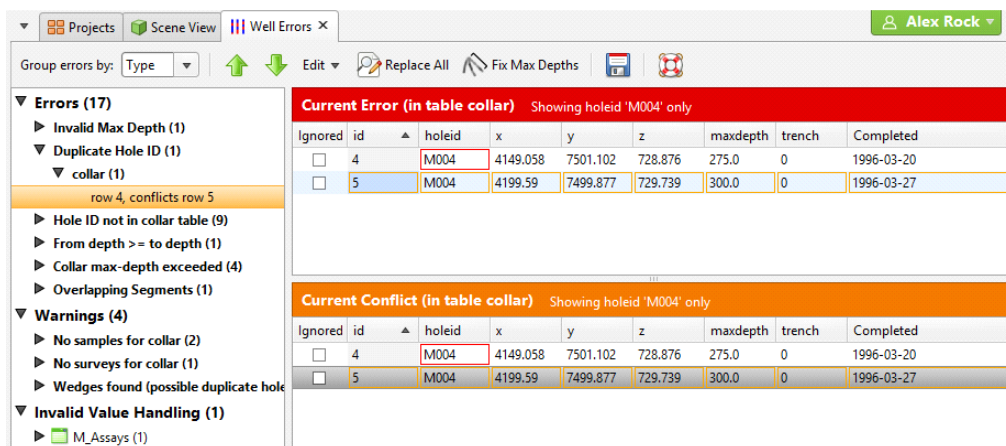 Projects Scene View Well Errors × Alex Rock
Group errors by: Type Edit Replace All Fix Max Depths
Errors (17)
Invalid Max Depth (1)
Duplicate Hole ID (1)
collar (1)
row 4, conflicts row 5
Hole ID not in collar table (9)
From depth >= to depth (1)
Collar max-depth exceeded (4)
Overlapping Segments (1)
Warnings (4)
No samples for collar (2)
No surveys for collar (1)
Wedges found (possible duplicate hole
Invalid Value Handling (1)
M_Assays (1)
Current Error (in table collar) Showing holeid 'M004' only
Ignored id holeid x y z maxdepth trench Completed
4 M004 4149.058 7501.102 728.876 275.0 0 1996-03-20
5 M004 4199.59 7499.877 729.739 300.0 0 1996-03-27
Current Conflict (in table collar) Showing holeid 'M004' only
Ignored id holeid x y z maxdepth trench Completed
4 M004 4149.058 7501.102 728.876 275.0 0 1996-03-20
5 M004 4199.59 7499.877 729.739 300.0 0 1996-03-27